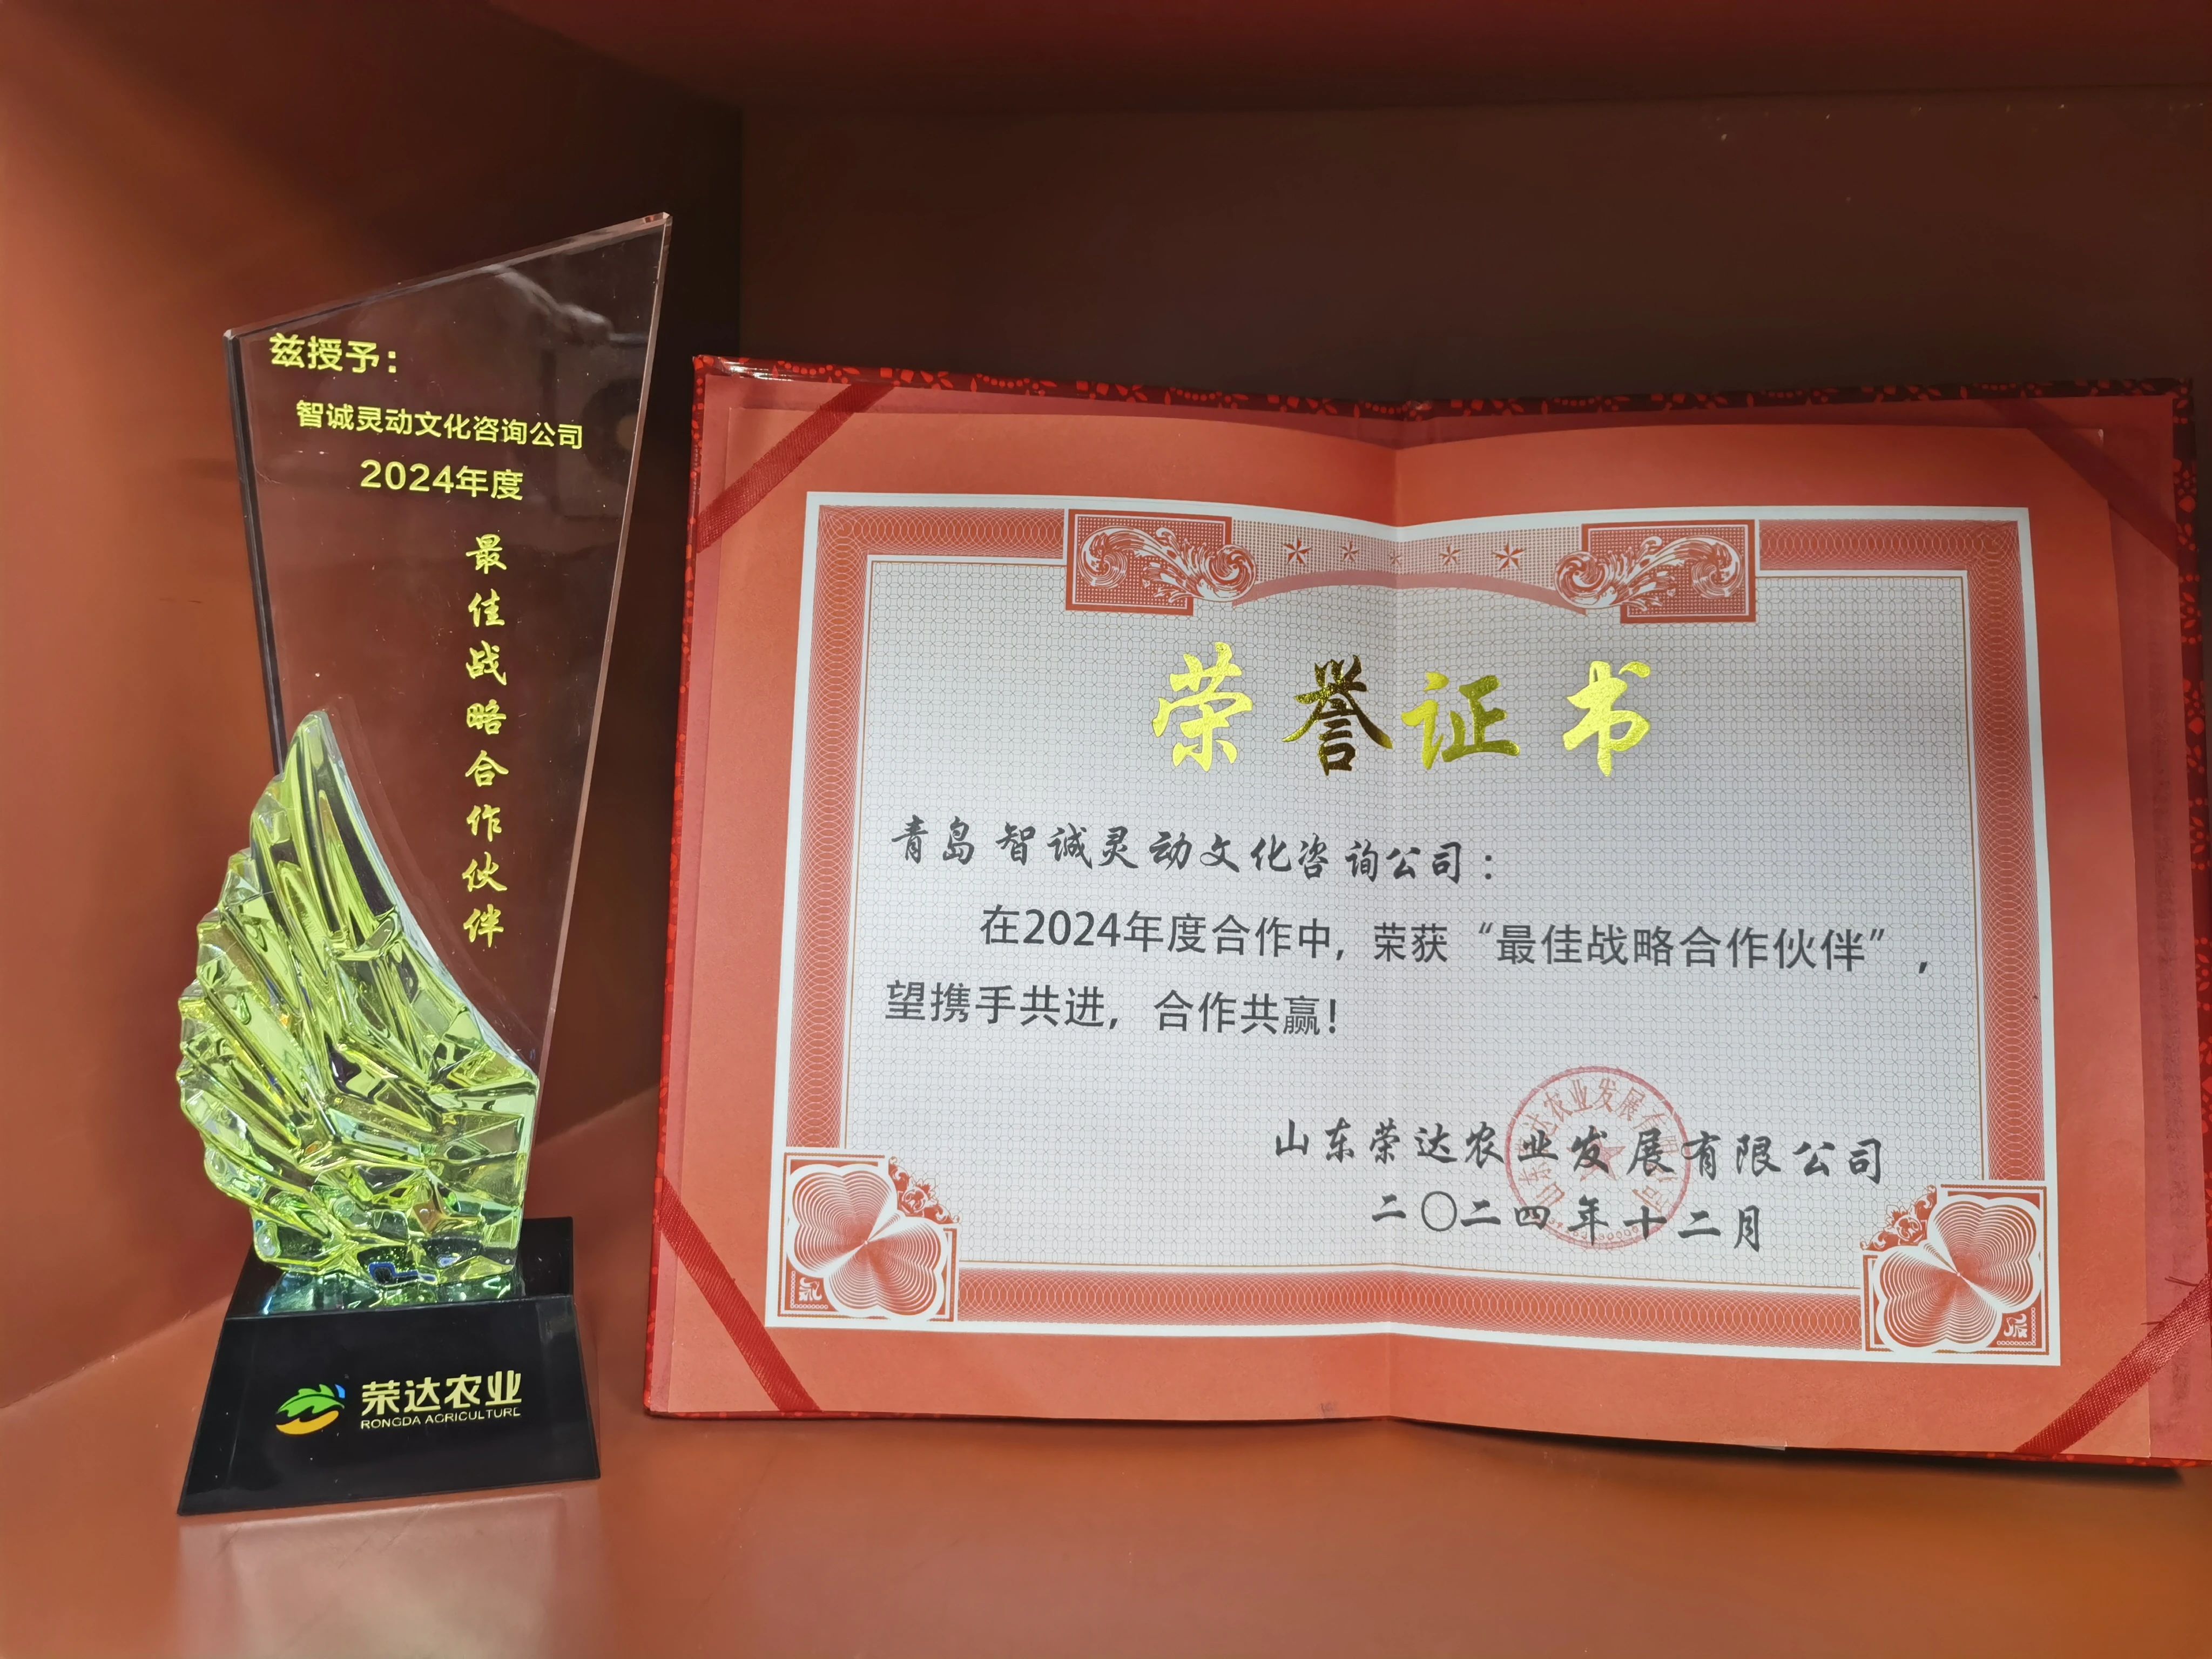 兹授予：
智诚灵动文化咨询公司
2024年度
最佳战略合作伙伴
荣达农业
RONGDA AGRICULTURE
荣誉证书
青岛智诚灵动文化咨询公司：
在2024年度合作中，荣获“最佳战略合作伙伴”，
望携手共进，合作共赢！
山东荣达农业发展有限公司
二〇二四年十二月